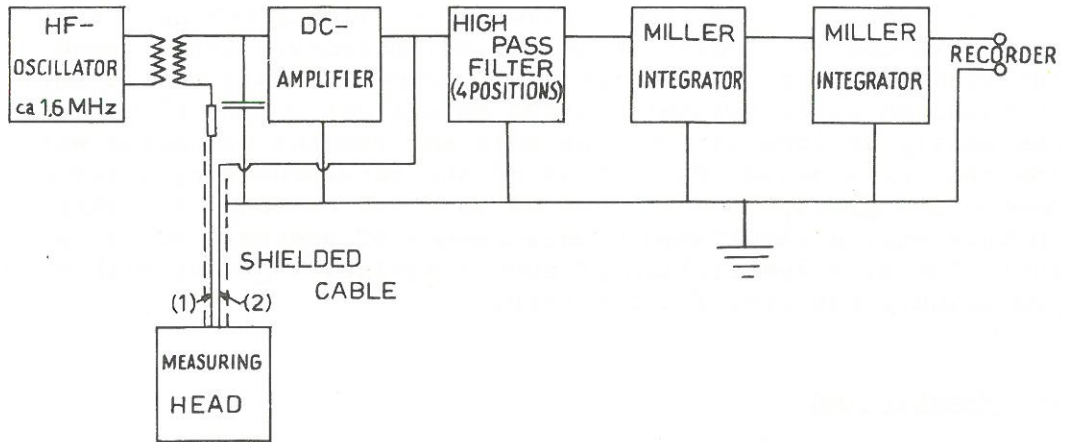 HF-
OSCILLATOR
ca 1.6 MHz
DC-
AMPLIFIER
HIGH
PASS
FILTER
(4 POSITIONS)
MILLER
INTEGRATOR
MILLER
INTEGRATOR
RECORDER
SHIELDED
CABLE
(1)
(2)
MEASURING
HEAD